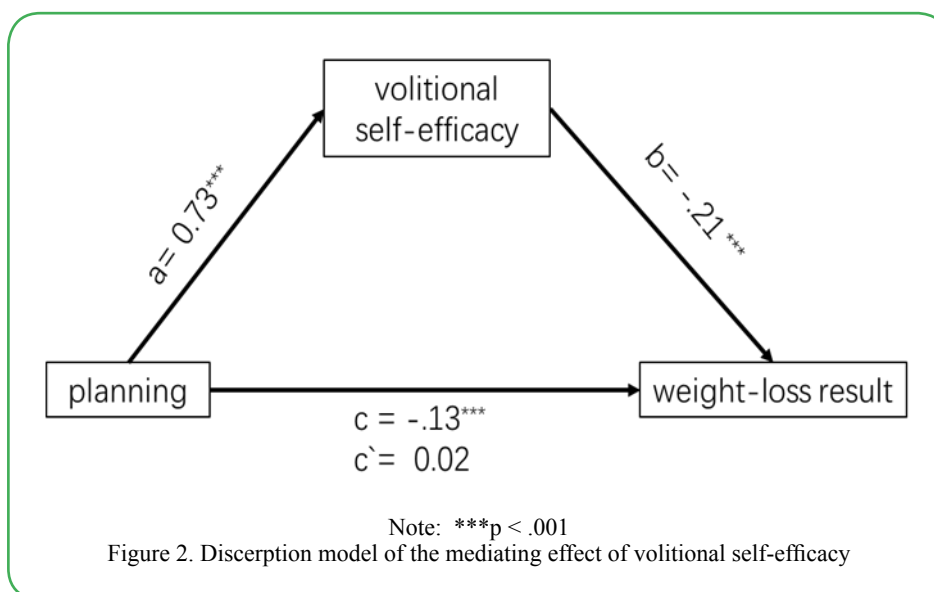 volitional
self-efficacy
a= 0.73***
b= -.21 ***
planning
weight-loss result
c = -.13***
c`= 0.02
Note: ***p < .001
Figure 2. Discerption model of the mediating effect of volitional self-efficacy